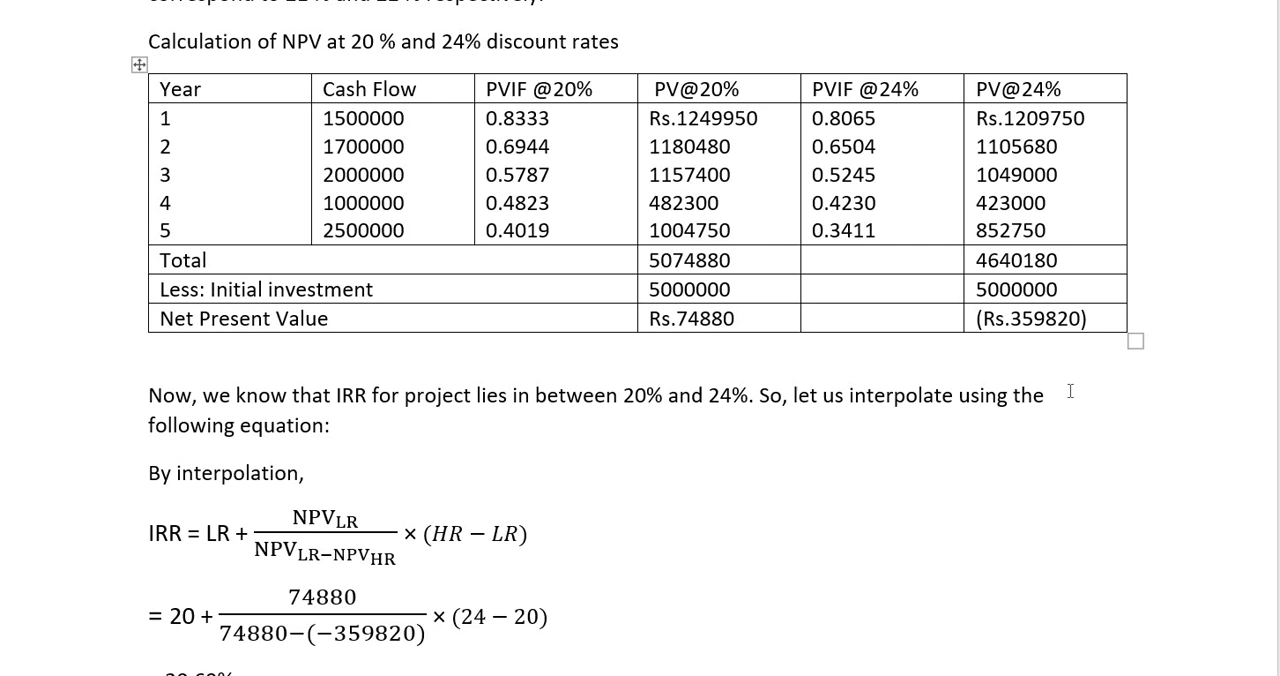 Calculation of NPV at 20 % and 24% discount rates
Year Cash Flow PVIF @20% PV@20% PVIF @24% PV@24%
1 1500000 0.8333 Rs.1249950 0.8065 Rs.1209750
2 1700000 0.6944 1180480 0.6504 1105680
3 2000000 0.5787 1157400 0.5245 1049000
4 1000000 0.4823 482300 0.4230 423000
5 2500000 0.4019 1004750 0.3411 852750
Total 5074880 4640180
Less: Initial investment 5000000 5000000
Net Present Value Rs.74880 (Rs.359820)
Now, we know that IRR for project lies in between 20% and 24%. So, let us interpolate using the
following equation:
By interpolation,
IRR = LR + NPVLR / NPVLR−NPVHR × (HR − LR)
= 20 + 74880 / 74880−(−359820) × (24 − 20)